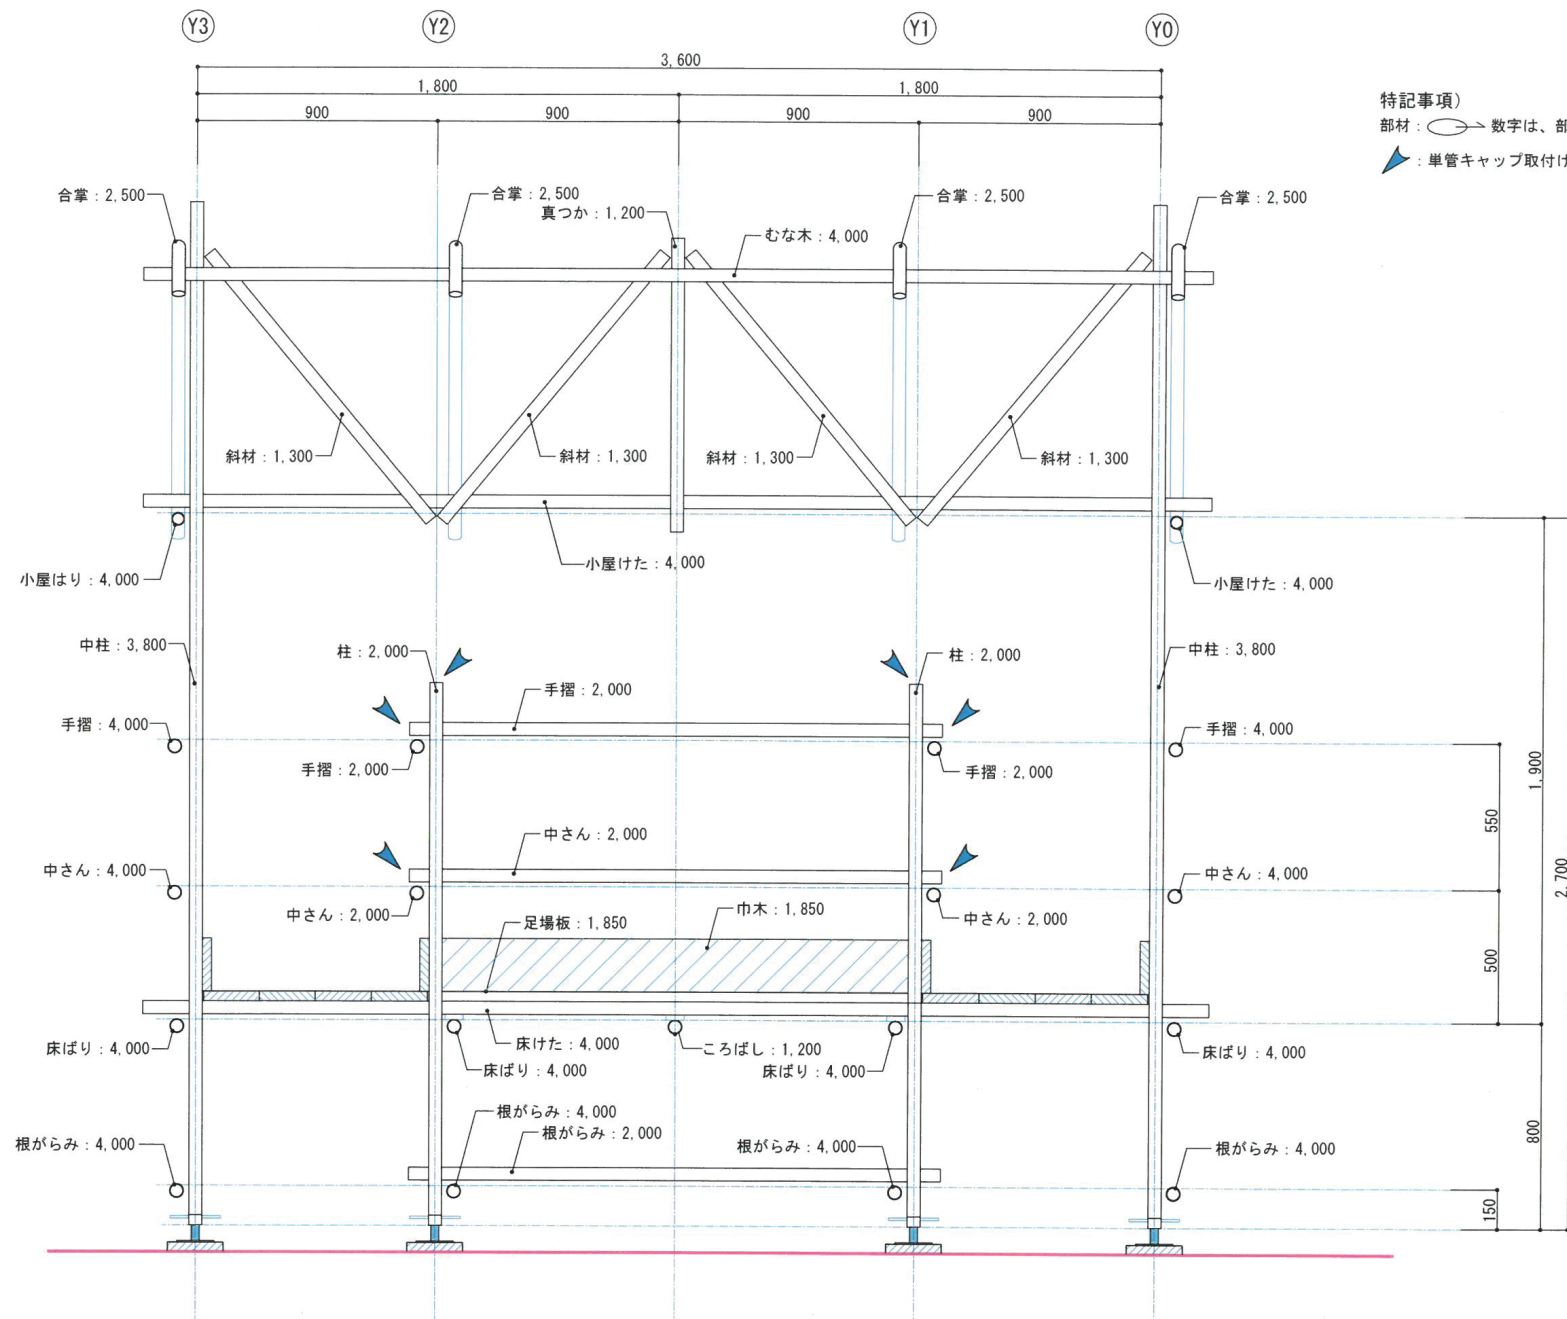 Y3
Y2
Y1
Y0
3,600
1,800
1,800
900
900
900
900
特記事項)
部材: 数字は、部
:単管キャップ取付け
合掌:2,500
合掌:2,500
真つか:1,200
むな木:4,000
合掌:2,500
合掌:2,500
斜材:1,300
斜材:1,300
斜材:1,300
斜材:1,300
小屋はり:4,000
小屋けた:4,000
小屋けた:4,000
中柱:3,800
柱:2,000
柱:2,000
中柱:3,800
手摺:4,000
手摺:2,000
手摺:4,000
手摺:2,000
手摺:2,000
中さん:4,000
中さん:2,000
中さん:4,000
中さん:2,000
足場板:1,850
巾木:1,850
中さん:2,000
床ばり:4,000
床けた:4,000
床ばり:4,000
ころばし:1,200
床ばり:4,000
床ばり:4,000
根がらみ:4,000
根がらみ:4,000
根がらみ:2,000
根がらみ:4,000
根がらみ:4,000
1,900
550
2,700
500
800
150